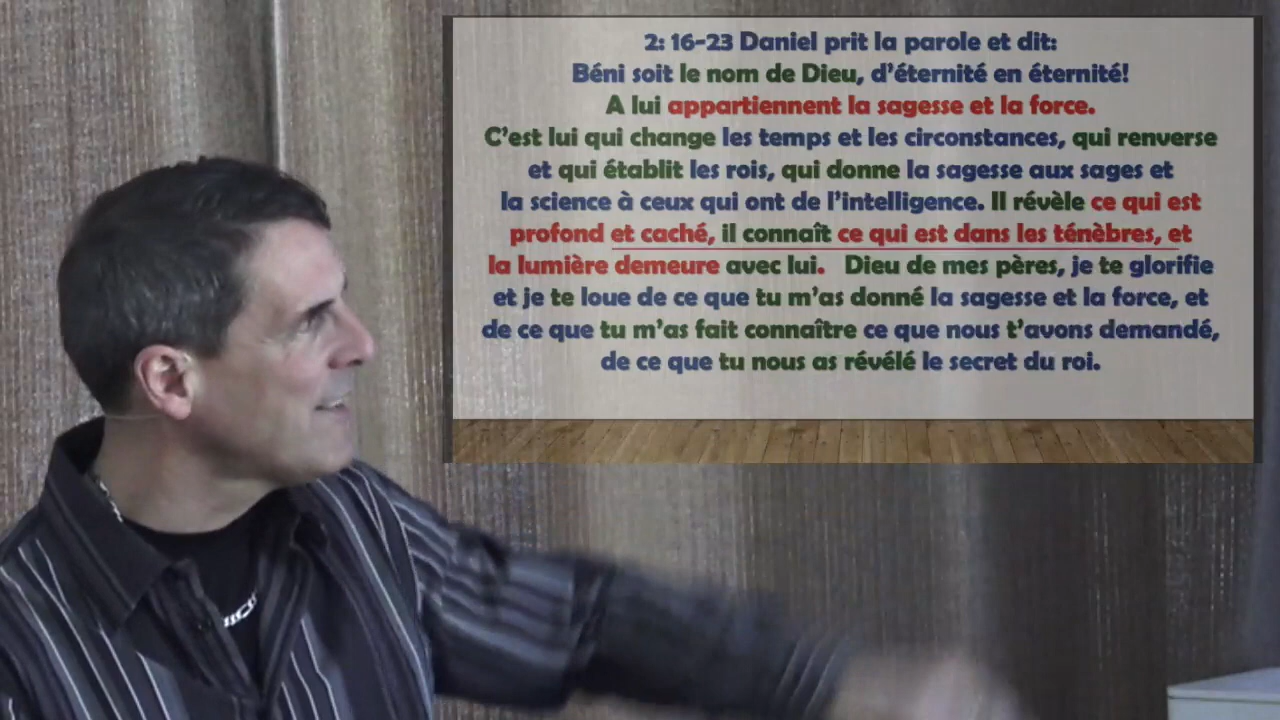 2: 16-23 Daniel prit la parole et dit:
Béni soit le nom de Dieu, d'éternité en éternité!
A lui appartiennent la sagesse et la force.
C'est lui qui change les temps et les circonstances, qui renverse
et qui établit les rois, qui donne la sagesse aux sages et
la science à ceux qui ont de l'intelligence. Il révèle ce qui est
profond et caché, il connaît ce qui est dans les ténèbres, et
la lumière demeure avec lui. Dieu de mes pères, je te glorifie
et je te loue de ce que tu m'as donné la sagesse et la force, et
de ce que tu m'as fait connaître ce que nous t'avons demandé,
de ce que tu nous as révélé le secret du roi.